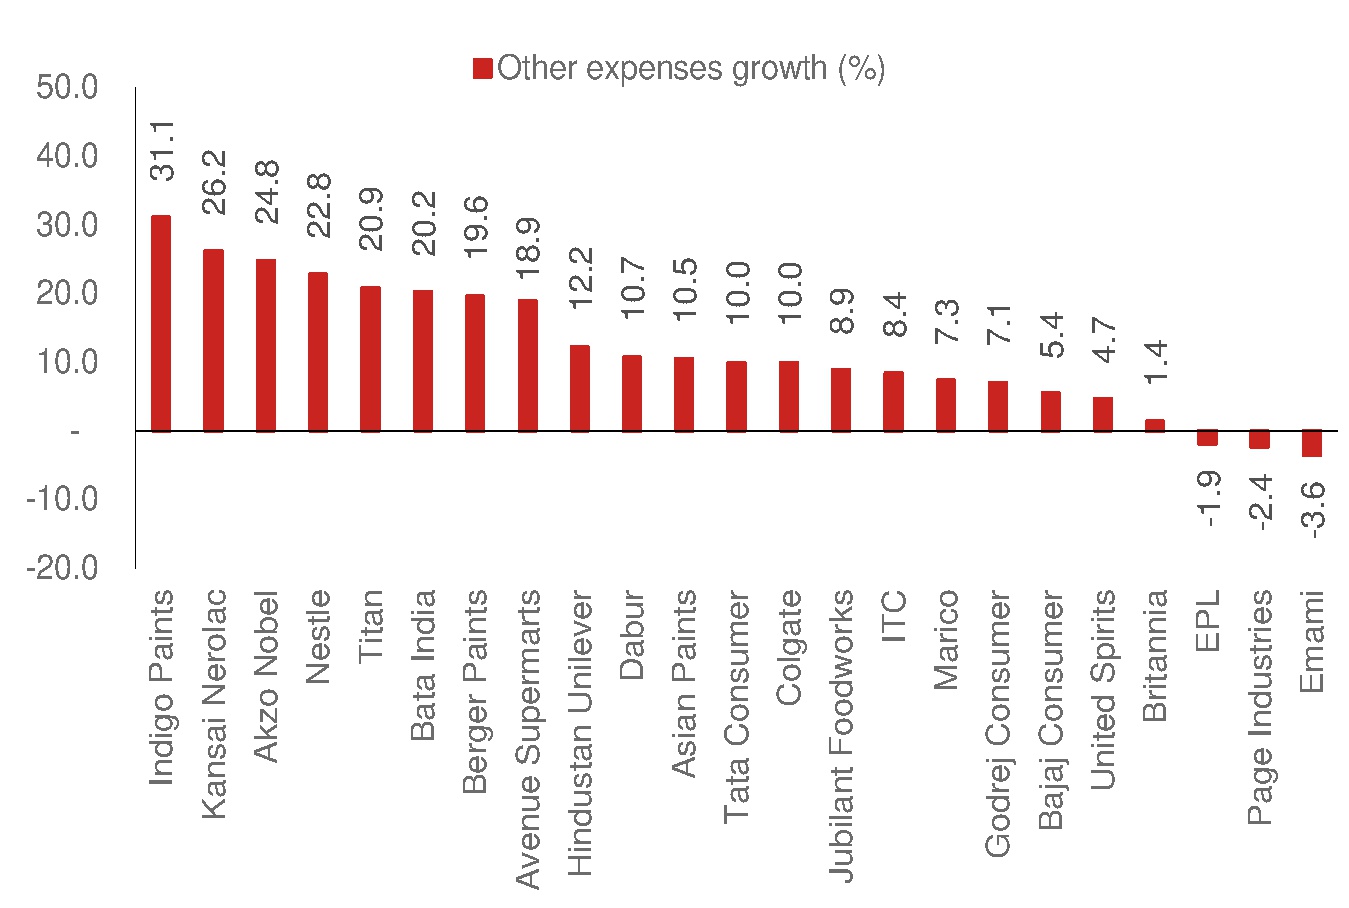 Other expenses growth (%)
50.0
40.0
30.0
20.0
10.0
-
-10.0
-20.0
31.1
26.2
24.8
22.8
20.9
20.2
19.6
18.9
12.2
10.7
10.5
10.0
10.0
8.9
8.4
7.3
7.1
5.4
4.7
1.4
-1.9
-2.4
-3.6
Indigo Paints
Kansai Nerolac
Akzo Nobel
Nestle
Titan
Bata India
Berger Paints
Avenue Supermarts
Hindustan Unilever
Dabur
Asian Paints
Tata Consumer
Colgate
Jubilant Foodworks
ITC
Marico
Godrej Consumer
Bajaj Consumer
United Spirits
Britannia
EPL
Page Industries
Emami